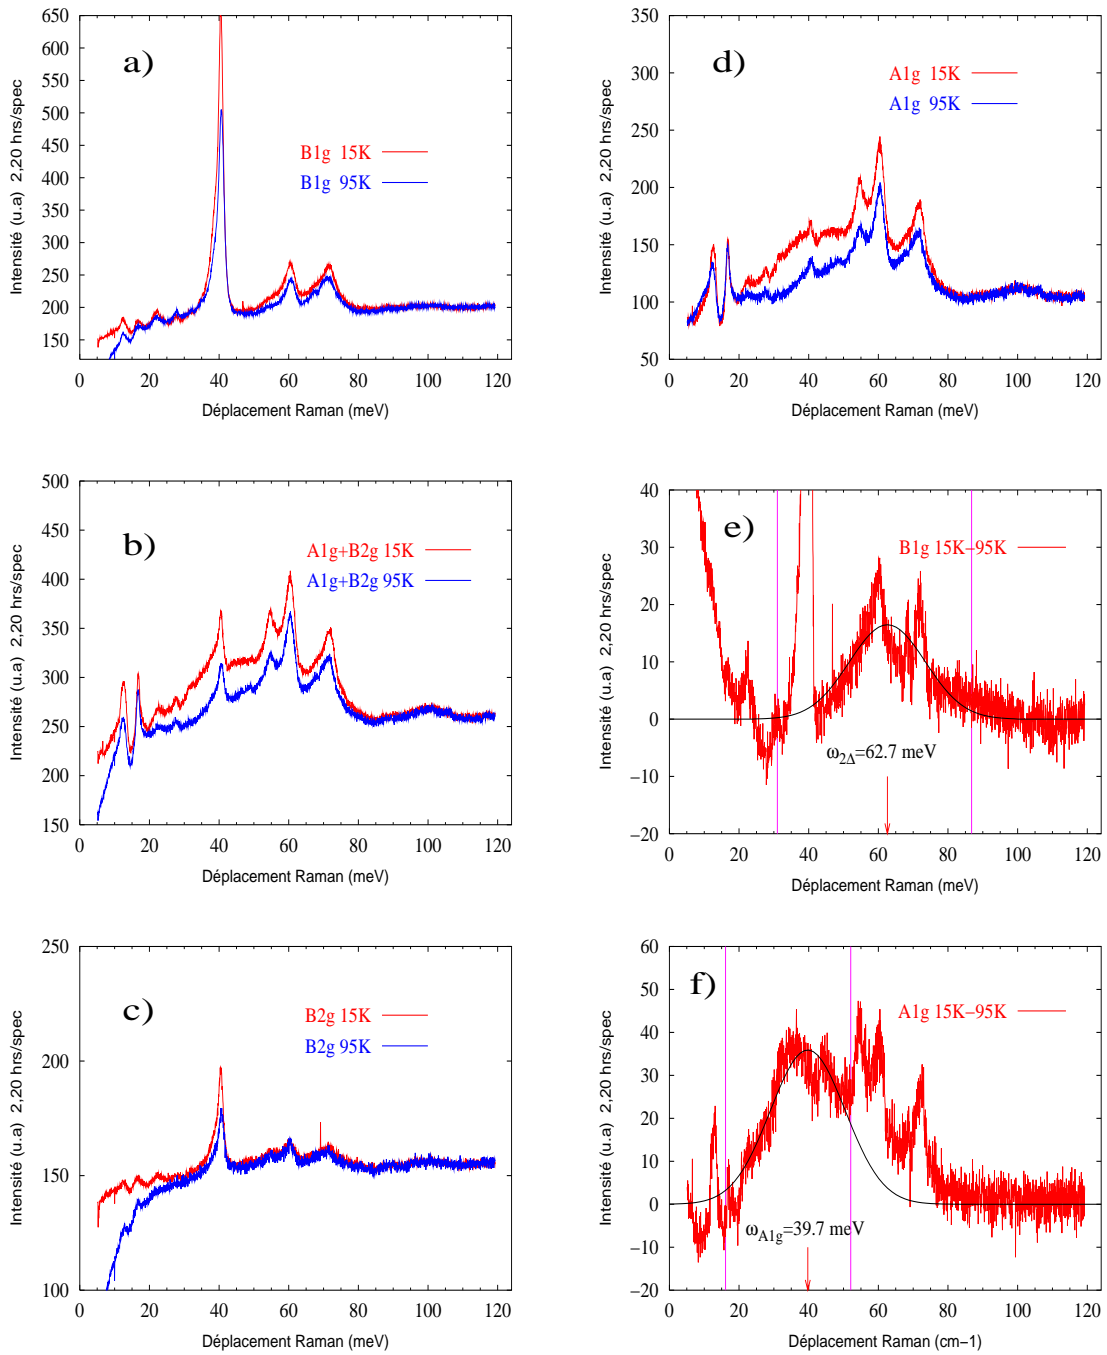 a)
B1g 15K
B1g 95K
650
600
550
500
450
400
350
300
250
200
150
0 20 40 60 80 100 120
Intensité (u.a) 2,20 hrs/spec
Déplacement Raman (meV)
d)
A1g 15K
A1g 95K
350
300
250
200
150
100
50
0 20 40 60 80 100 120
Intensité (u.a) 2,20 hrs/spec
Déplacement Raman (meV)
b)
A1g+B2g 15K
A1g+B2g 95K
500
450
400
350
300
250
200
150
0 20 40 60 80 100 120
Intensité (u.a) 2,20 hrs/spec
Déplacement Raman (meV)
e)
B1g 15K−95K
40
30
20
10
0
−10
−20
ω2Δ=62.7 meV
0 20 40 60 80 100 120
Intensité (u.a) 2,20 hrs/spec
Déplacement Raman (meV)
c)
B2g 15K
B2g 95K
250
200
150
100
0 20 40 60 80 100 120
Intensité (u.a) 2,20 hrs/spec
Déplacement Raman (meV)
f)
A1g 15K−95K
60
50
40
30
20
10
0
−10
−20
ωA1g=39.7 meV
0 20 40 60 80 100 120
Intensité (u.a) 2,20 hrs/spec
Déplacement Raman (cm−1)